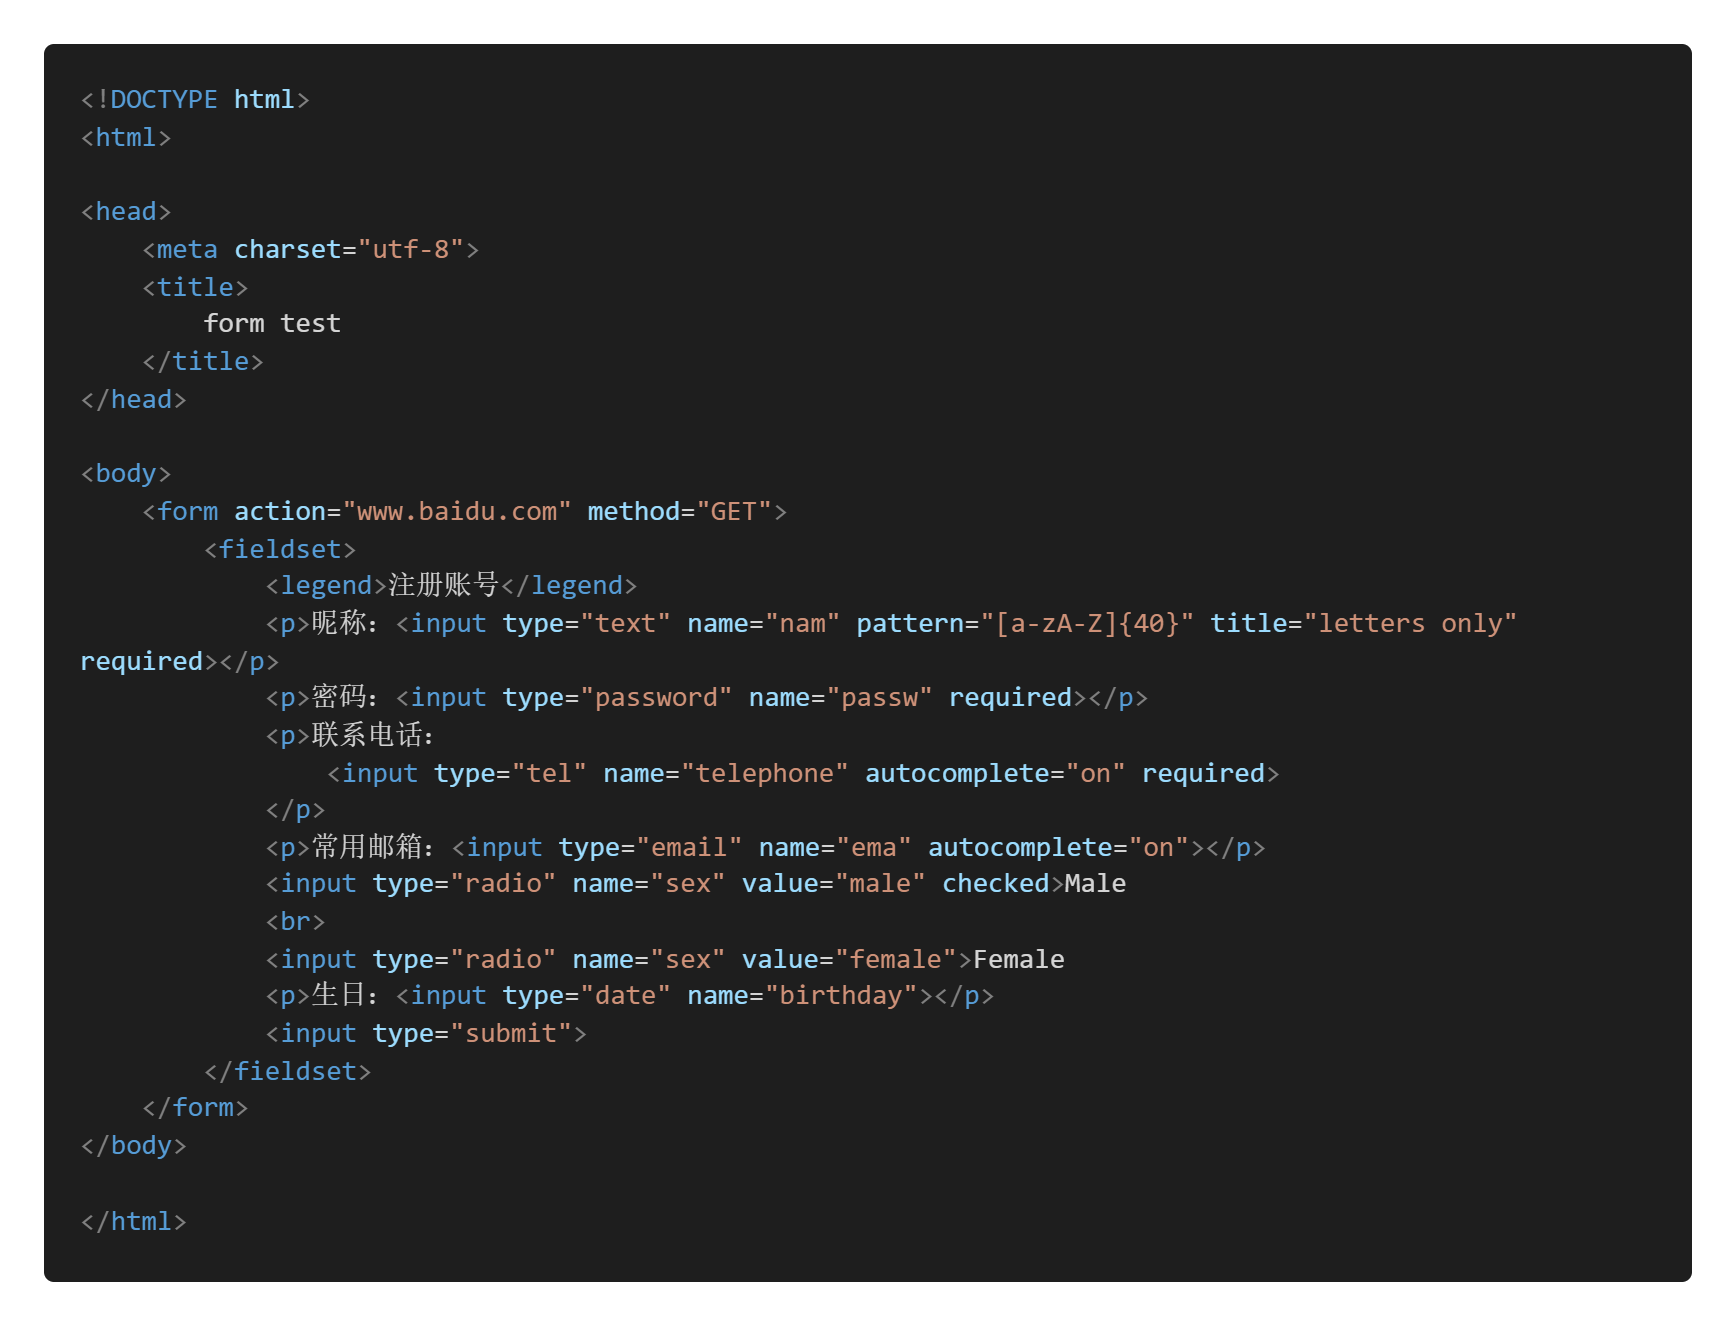 <!DOCTYPE html>
<html>

<head>
    <meta charset="utf-8">
    <title>
        form test
    </title>
</head>

<body>
    <form action="www.baidu.com" method="GET">
        <fieldset>
            <legend>注册账号</legend>
            <p>昵称：<input type="text" name="nam" pattern="[a-zA-Z]{40}" title="letters only"
required></p>
            <p>密码：<input type="password" name="passw" required></p>
            <p>联系电话：
                <input type="tel" name="telephone" autocomplete="on" required>
            </p>
            <p>常用邮箱：<input type="email" name="ema" autocomplete="on"></p>
            <input type="radio" name="sex" value="male" checked>Male
            <br>
            <input type="radio" name="sex" value="female">Female
            <p>生日：<input type="date" name="birthday"></p>
            <input type="submit">
        </fieldset>
    </form>
</body>

</html>